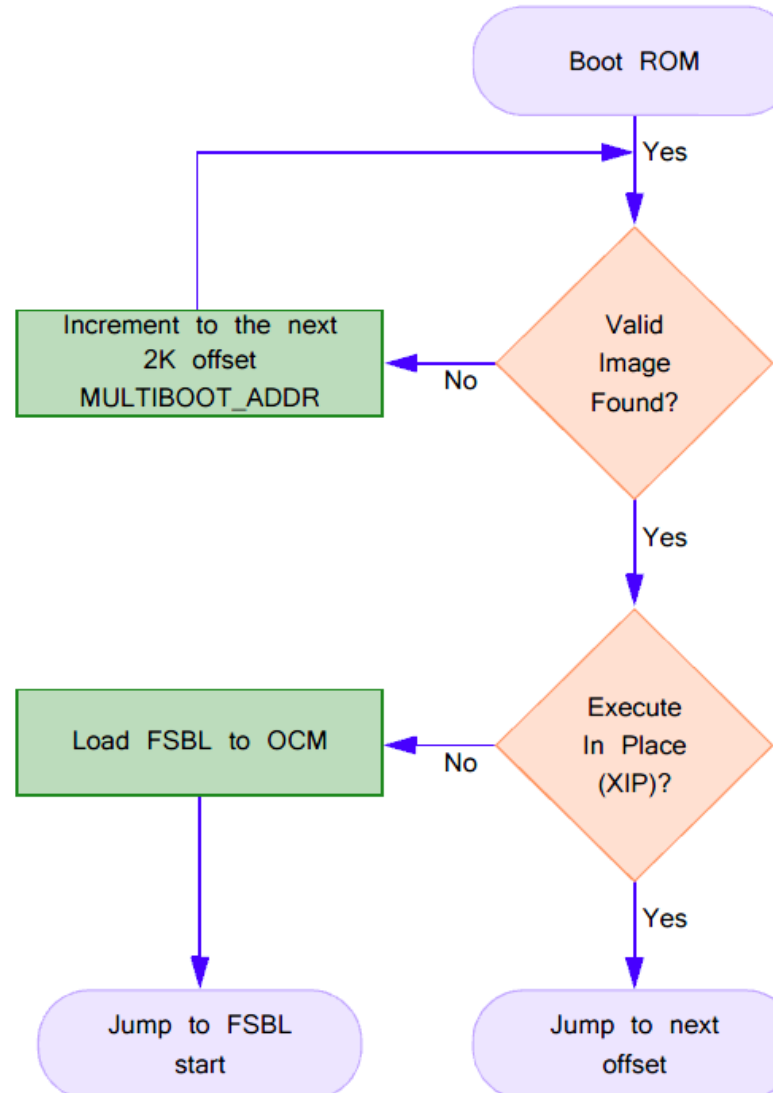 Boot ROM
Yes
Valid
Image
Found?
No
Increment to the next
2K offset
MULTIBOOT_ADDR
Yes
Execute
In Place
(XIP)?
No
Load FSBL to OCM
Yes
Jump to FSBL
start
Jump to next
offset